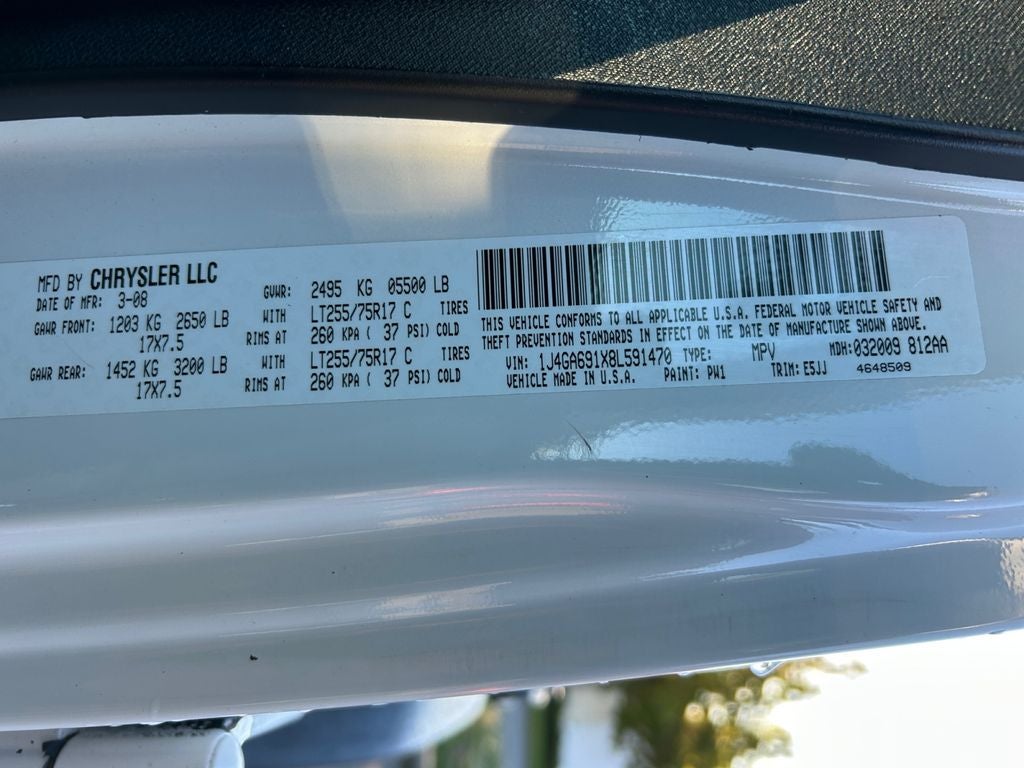 MFD BY CHRYSLER LLC
DATE OF MFR: 3-08
GVWR: 2495 KG 05500 LB
GAWR FRONT: 1203 KG 2650 LB WITH LT255/75R17 C TIRES
17X7.5 RIMS AT 260 KPA ( 37 PSI) COLD
GAWR REAR: 1452 KG 3200 LB WITH LT255/75R17 C TIRES
17X7.5 RIMS AT 260 KPA ( 37 PSI) COLD
THIS VEHICLE CONFORMS TO ALL APPLICABLE U.S.A. FEDERAL MOTOR VEHICLE SAFETY AND
THEFT PREVENTION STANDARDS IN EFFECT ON THE DATE OF MANUFACTURE SHOWN ABOVE.
VIN: 1J4GA691X8L591470 TYPE: MPV MDH:032009 812AA
VEHICLE MADE IN U.S.A. PAINT: PW1 TRIM: E5JJ 4648509